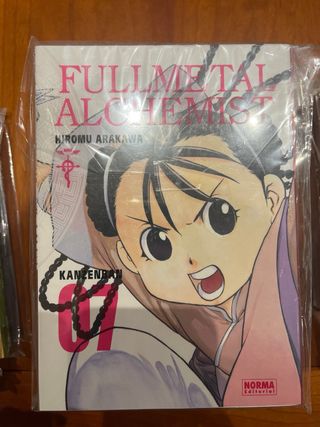 FULLMETAL
ALCHEMIST
HIROMU ARAKAWA
KANZENBAN
07
NORMA
Editorial